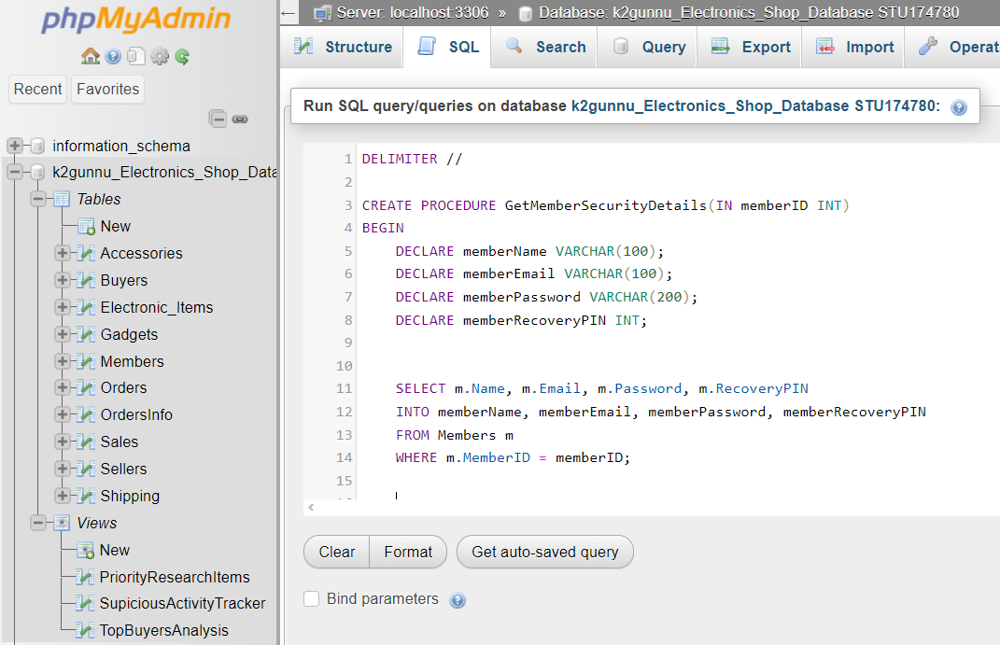 phpMyAdmin
Recent Favorites
information_schema
k2gunnu_Electronics_Shop_Data
Tables
New
Accessories
Buyers
Electronic_Items
Gadgets
Members
Orders
OrdersInfo
Sales
Sellers
Shipping
Views
New
PriorityResearchItems
SupiciousActivityTracker
TopBuyersAnalysis
Server: localhost:3306 » Database: k2gunnu_Electronics_Shop_Database STU174780
Structure SQL Search Query Export Import Operat
Run SQL query/queries on database k2gunnu_Electronics_Shop_Database STU174780:
1 DELIMITER //
2
3 CREATE PROCEDURE GetMemberSecurityDetails(IN memberID INT)
4 BEGIN
5 DECLARE memberName VARCHAR(100);
6 DECLARE memberEmail VARCHAR(100);
7 DECLARE memberPassword VARCHAR(200);
8 DECLARE memberRecoveryPIN INT;
9
10
11 SELECT m.Name, m.Email, m.Password, m.RecoveryPIN
12 INTO memberName, memberEmail, memberPassword, memberRecoveryPIN
13 FROM Members m
14 WHERE m.MemberID = memberID;
15
Clear Format Get auto-saved query
Bind parameters